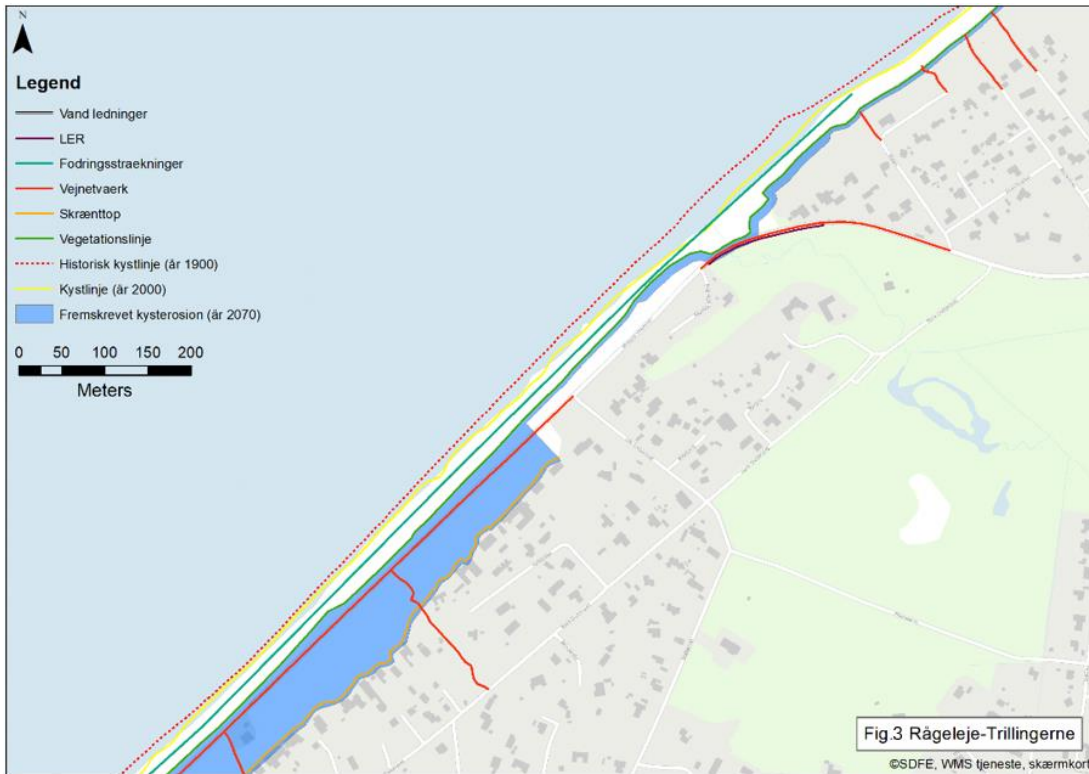 N
Legend
Vand ledninger
LER
Fodringsstraekninger
Vejnetvaerk
Skrænttop
Vegetationslinje
Historisk kystlinje (år 1900)
Kystlinje (år 2000)
Fremskrevet kysterosion (år 2070)
0 50 100 150 200
Meters
Fig.3 Rågeleje-Trillingerne
©SDFE, WMS tjeneste, skærmkort